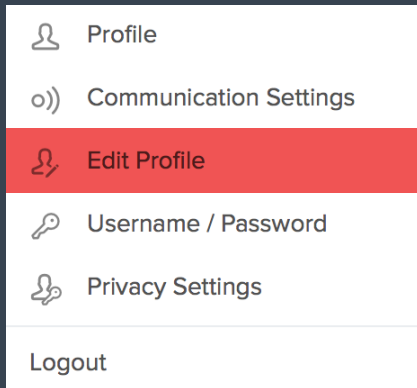 Profile
Communication Settings
Edit Profile
Username / Password
Privacy Settings
Logout